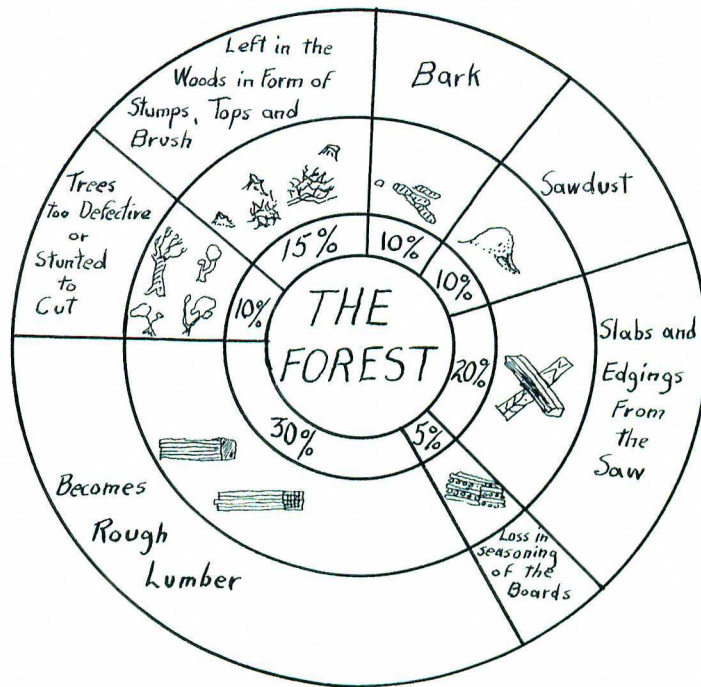 THE
FOREST
Left in the
Woods in Form of
Stumps, Tops and
Brush
15%
Bark
10%
Sawdust
10%
Slabs and
Edgings
From
the
Saw
20%
Loss in
seasoning
of the
Boards
5%
Becomes
Rough
Lumber
30%
Trees
too Defective
or
Stunted
to
Cut
10%